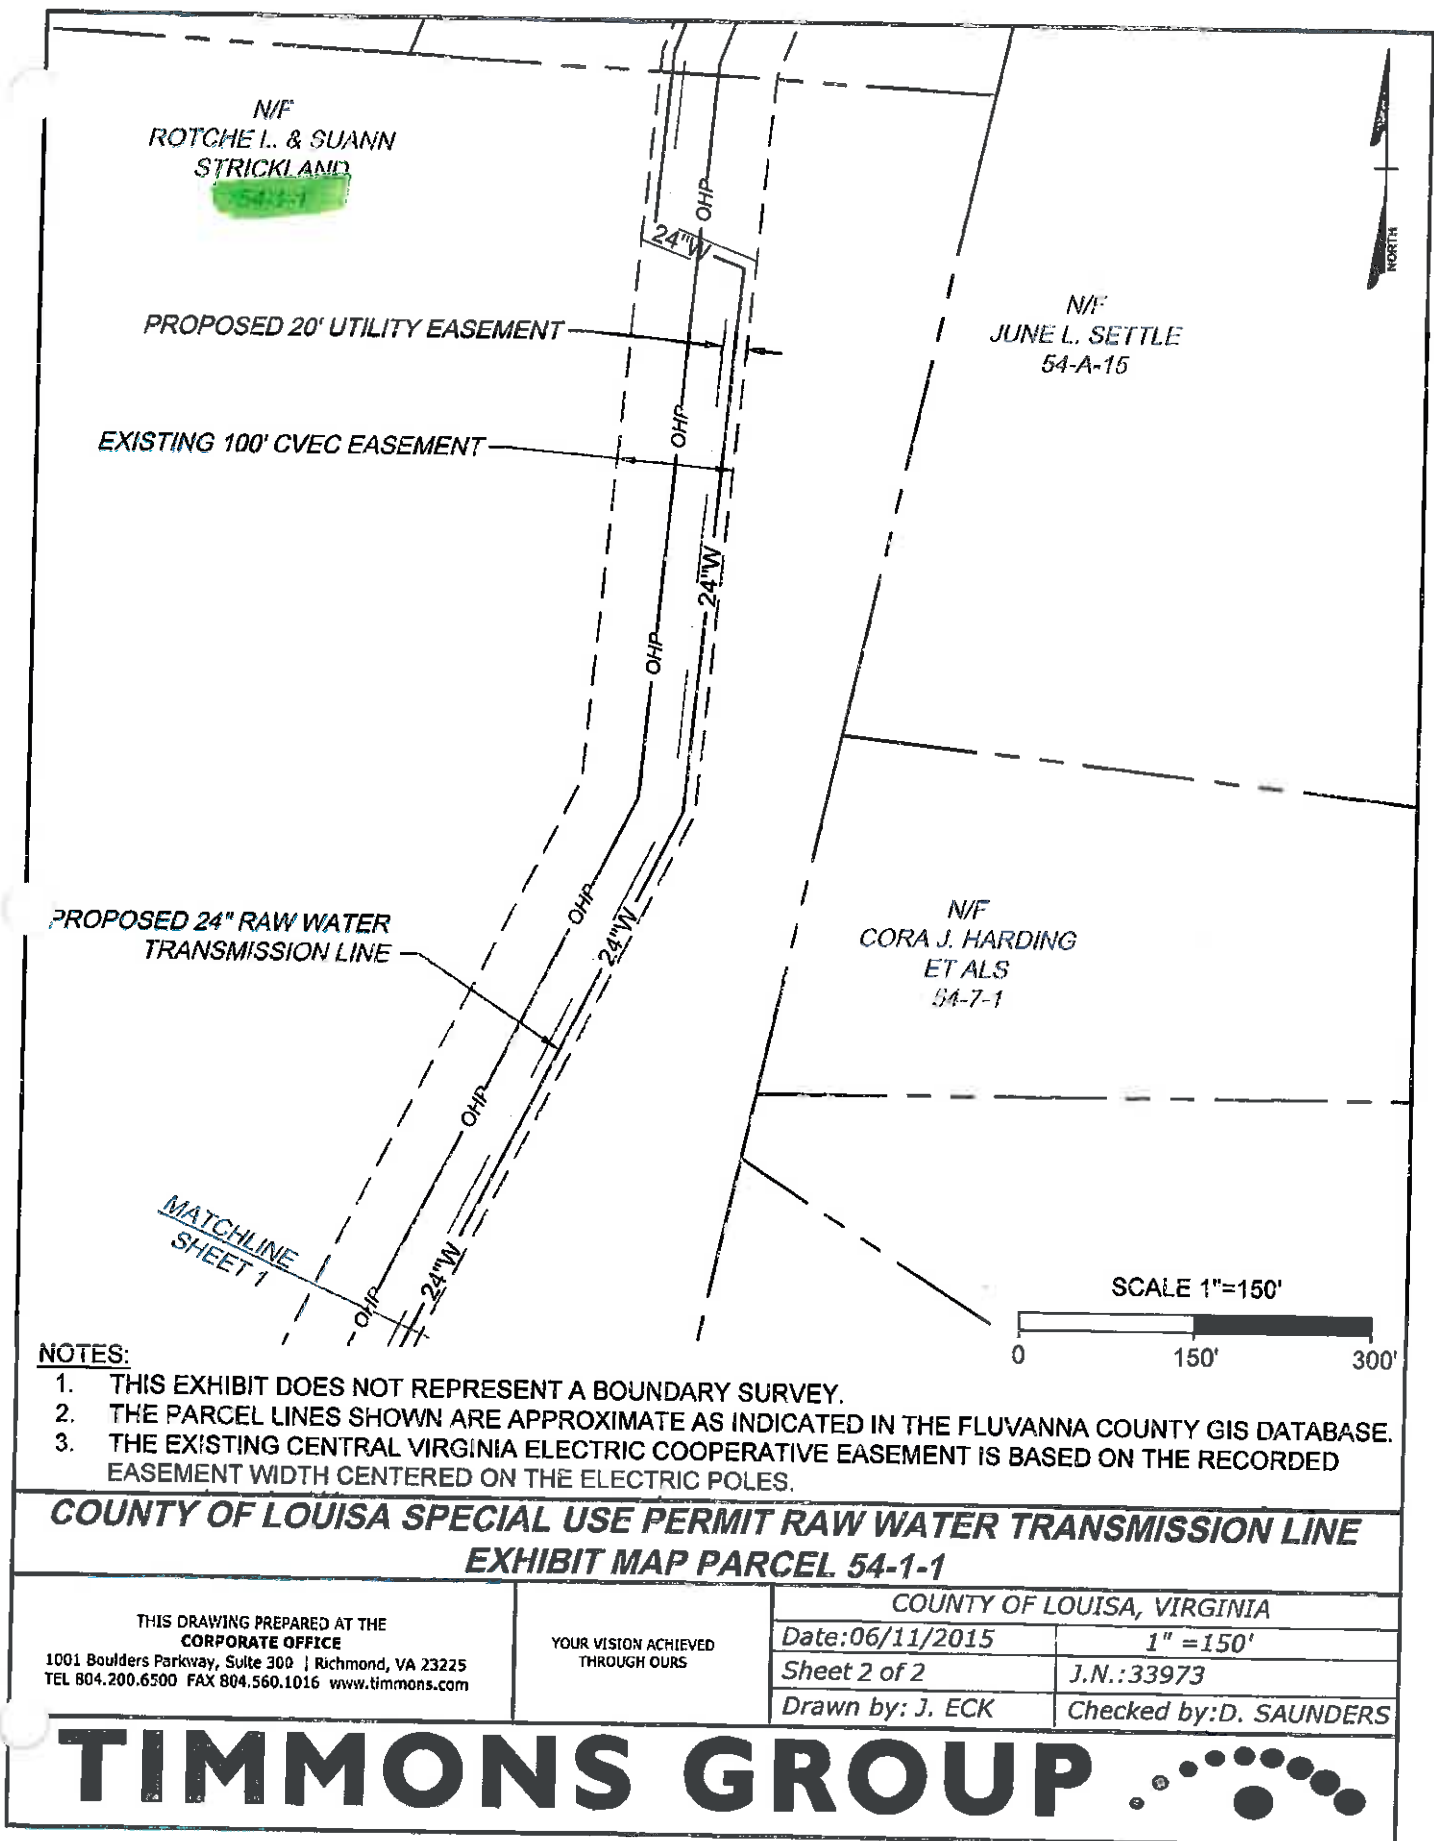 N/F
ROTCHE L. & SUANN
STRICKLAND
54-1-1
OHP
24"W
NORTH
PROPOSED 20' UTILITY EASEMENT
N/F
JUNE L. SETTLE
54-A-15
OHP
EXISTING 100' CVEC EASEMENT
24"W
OHP
OHP
PROPOSED 24" RAW WATER
TRANSMISSION LINE
24"W
N/F
CORA J. HARDING
ET ALS
54-7-1
OHP
MATCHLINE
SHEET 1
24"W
OHP
SCALE 1"=150'
0 150' 300'
NOTES:
1. THIS EXHIBIT DOES NOT REPRESENT A BOUNDARY SURVEY.
2. THE PARCEL LINES SHOWN ARE APPROXIMATE AS INDICATED IN THE FLUVANNA COUNTY GIS DATABASE.
3. THE EXISTING CENTRAL VIRGINIA ELECTRIC COOPERATIVE EASEMENT IS BASED ON THE RECORDED
EASEMENT WIDTH CENTERED ON THE ELECTRIC POLES.
COUNTY OF LOUISA SPECIAL USE PERMIT RAW WATER TRANSMISSION LINE
EXHIBIT MAP PARCEL 54-1-1
THIS DRAWING PREPARED AT THE
CORPORATE OFFICE
1001 Boulders Parkway, Suite 300 | Richmond, VA 23225
TEL 804.200.6500 FAX 804.560.1016 www.timmons.com
YOUR VISION ACHIEVED
THROUGH OURS
COUNTY OF LOUISA, VIRGINIA
Date:06/11/2015 1" =150'
Sheet 2 of 2 J.N.:33973
Drawn by: J. ECK Checked by:D. SAUNDERS
TIMMONS GROUP